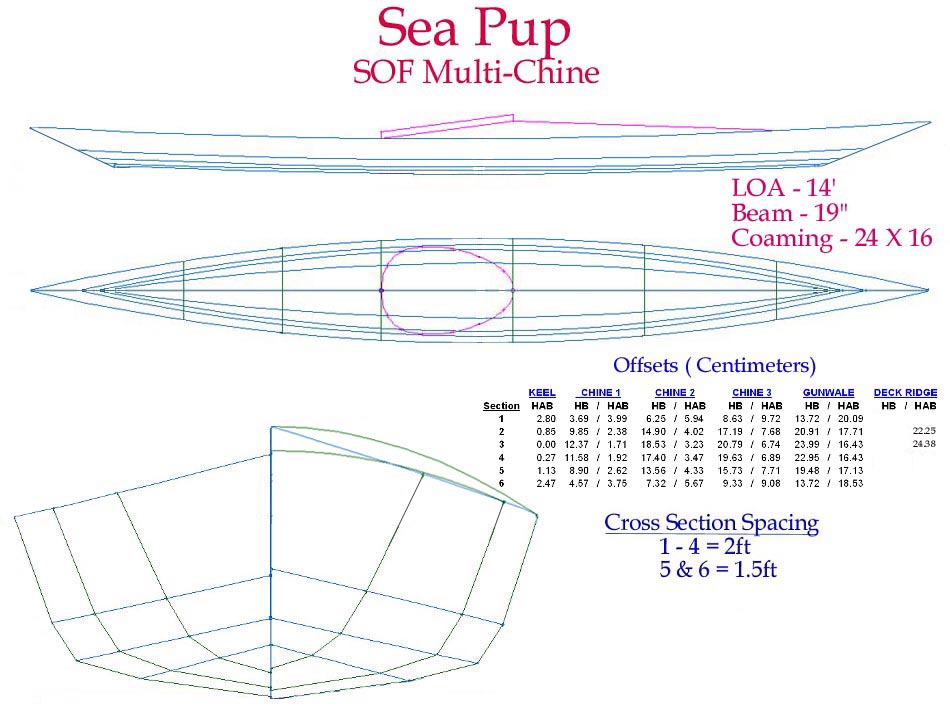 Sea Pup
SOF Multi-Chine
LOA - 14'
Beam - 19"
Coaming - 24 X 16
Offsets ( Centimeters)
KEEL CHINE 1 CHINE 2 CHINE 3 GUNWALE DECK RIDGE
Section HAB HB / HAB HB / HAB HB / HAB HB / HAB HB / HAB
1 2.80 3.69 / 3.99 6.25 / 5.94 8.63 / 9.72 13.72 / 20.09
2 0.85 9.85 / 2.38 14.90 / 4.02 17.19 / 7.68 20.91 / 17.71 22.25
3 0.00 12.37 / 1.71 18.53 / 3.23 20.79 / 6.74 23.99 / 16.43 24.38
4 0.27 11.58 / 1.92 17.40 / 3.47 19.63 / 6.89 22.95 / 16.43
5 1.13 8.90 / 2.62 13.56 / 4.33 15.73 / 7.71 19.48 / 17.13
6 2.47 4.57 / 3.75 7.32 / 5.67 9.33 / 9.08 13.72 / 18.53
Cross Section Spacing
1 - 4 = 2ft
5 & 6 = 1.5ft